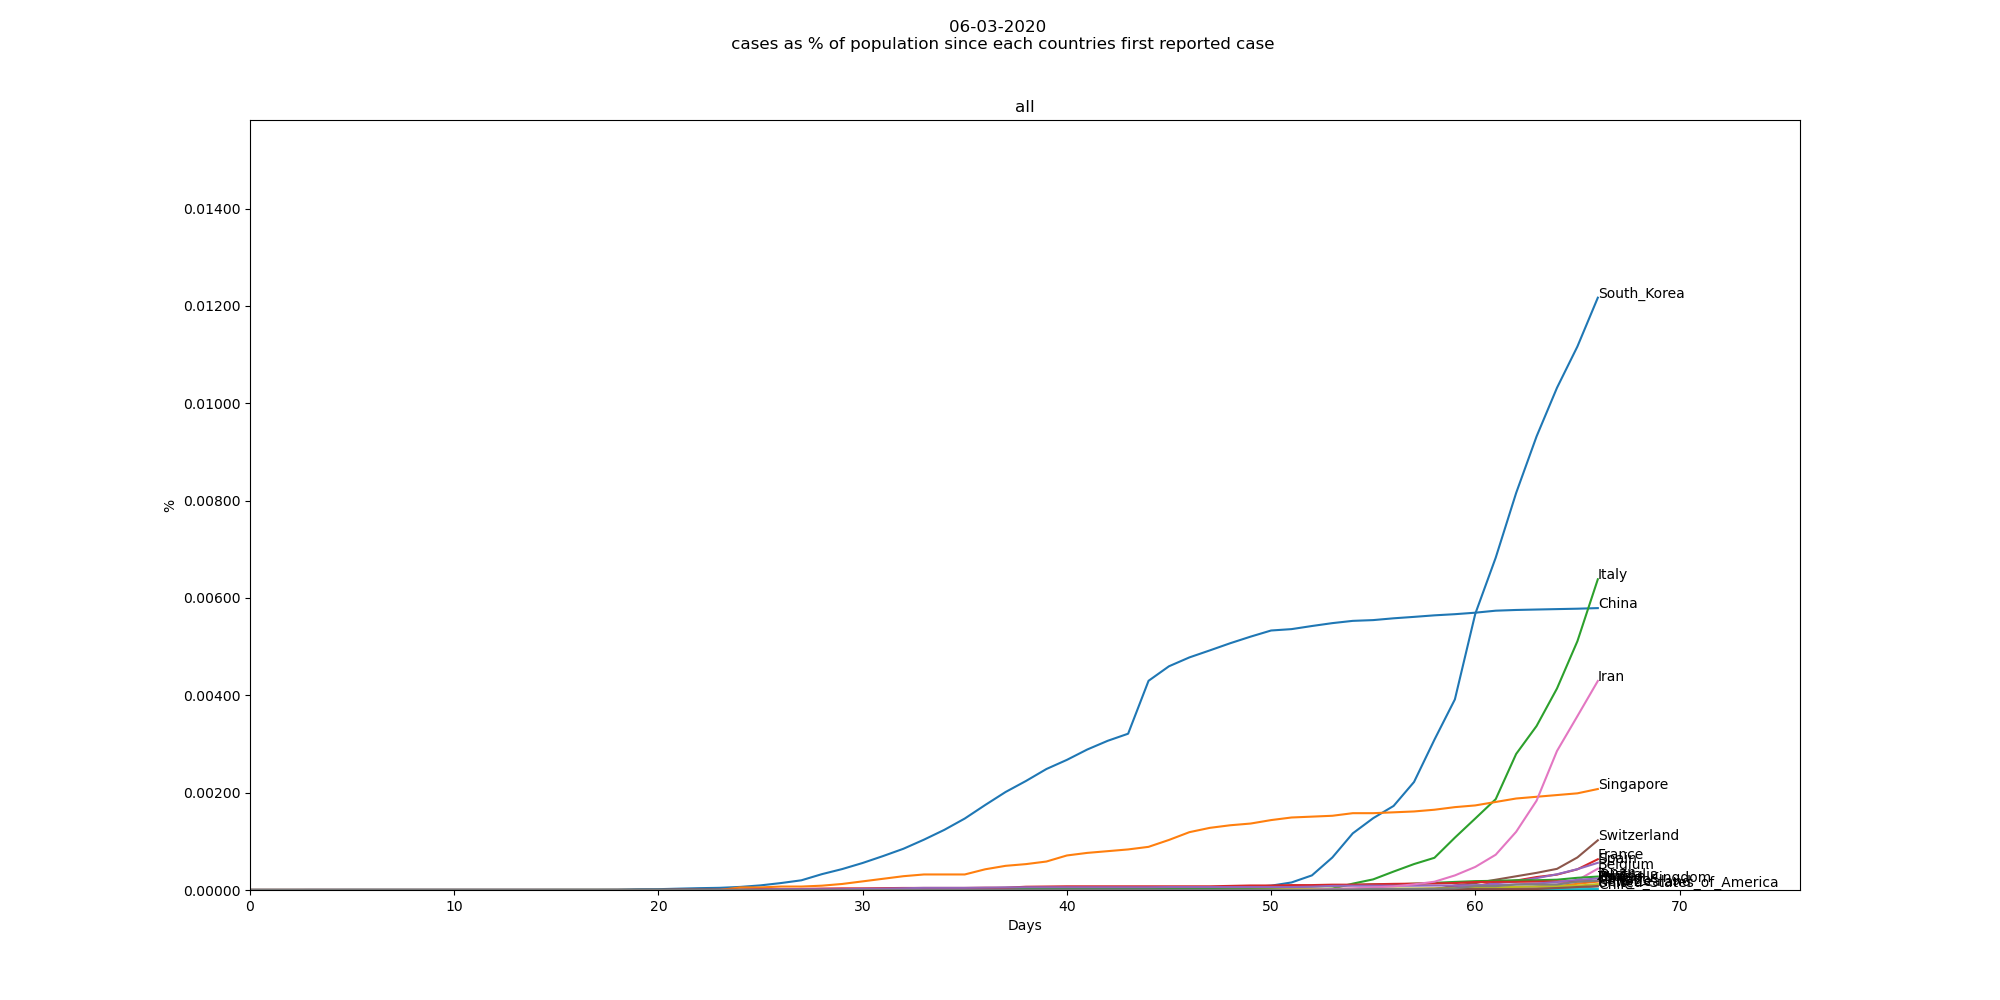 06-03-2020
cases as % of population since each countries first reported case
all
0.01400
0.01200
0.01000
0.00800
0.00600
0.00400
0.00200
0.00000
%
South_Korea
Italy
China
Iran
Singapore
Switzerland
France
Spain
Belgium
United_States_of_America
0
10
20
30
40
50
60
70
Days